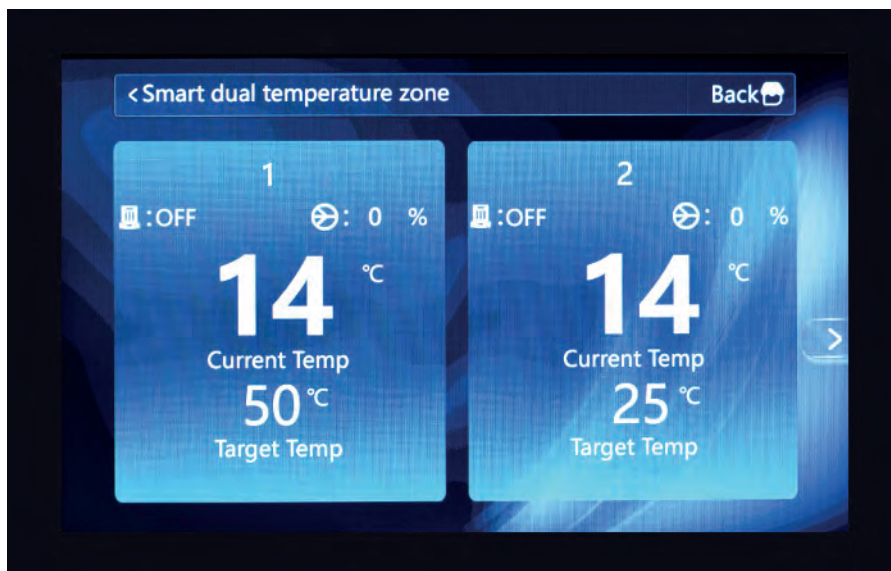 < Smart dual temperature zone
Back
1
:OFF
: 0 %
14 ℃
Current Temp
50 ℃
Target Temp
2
:OFF
: 0 %
14 ℃
Current Temp
25 ℃
Target Temp
>